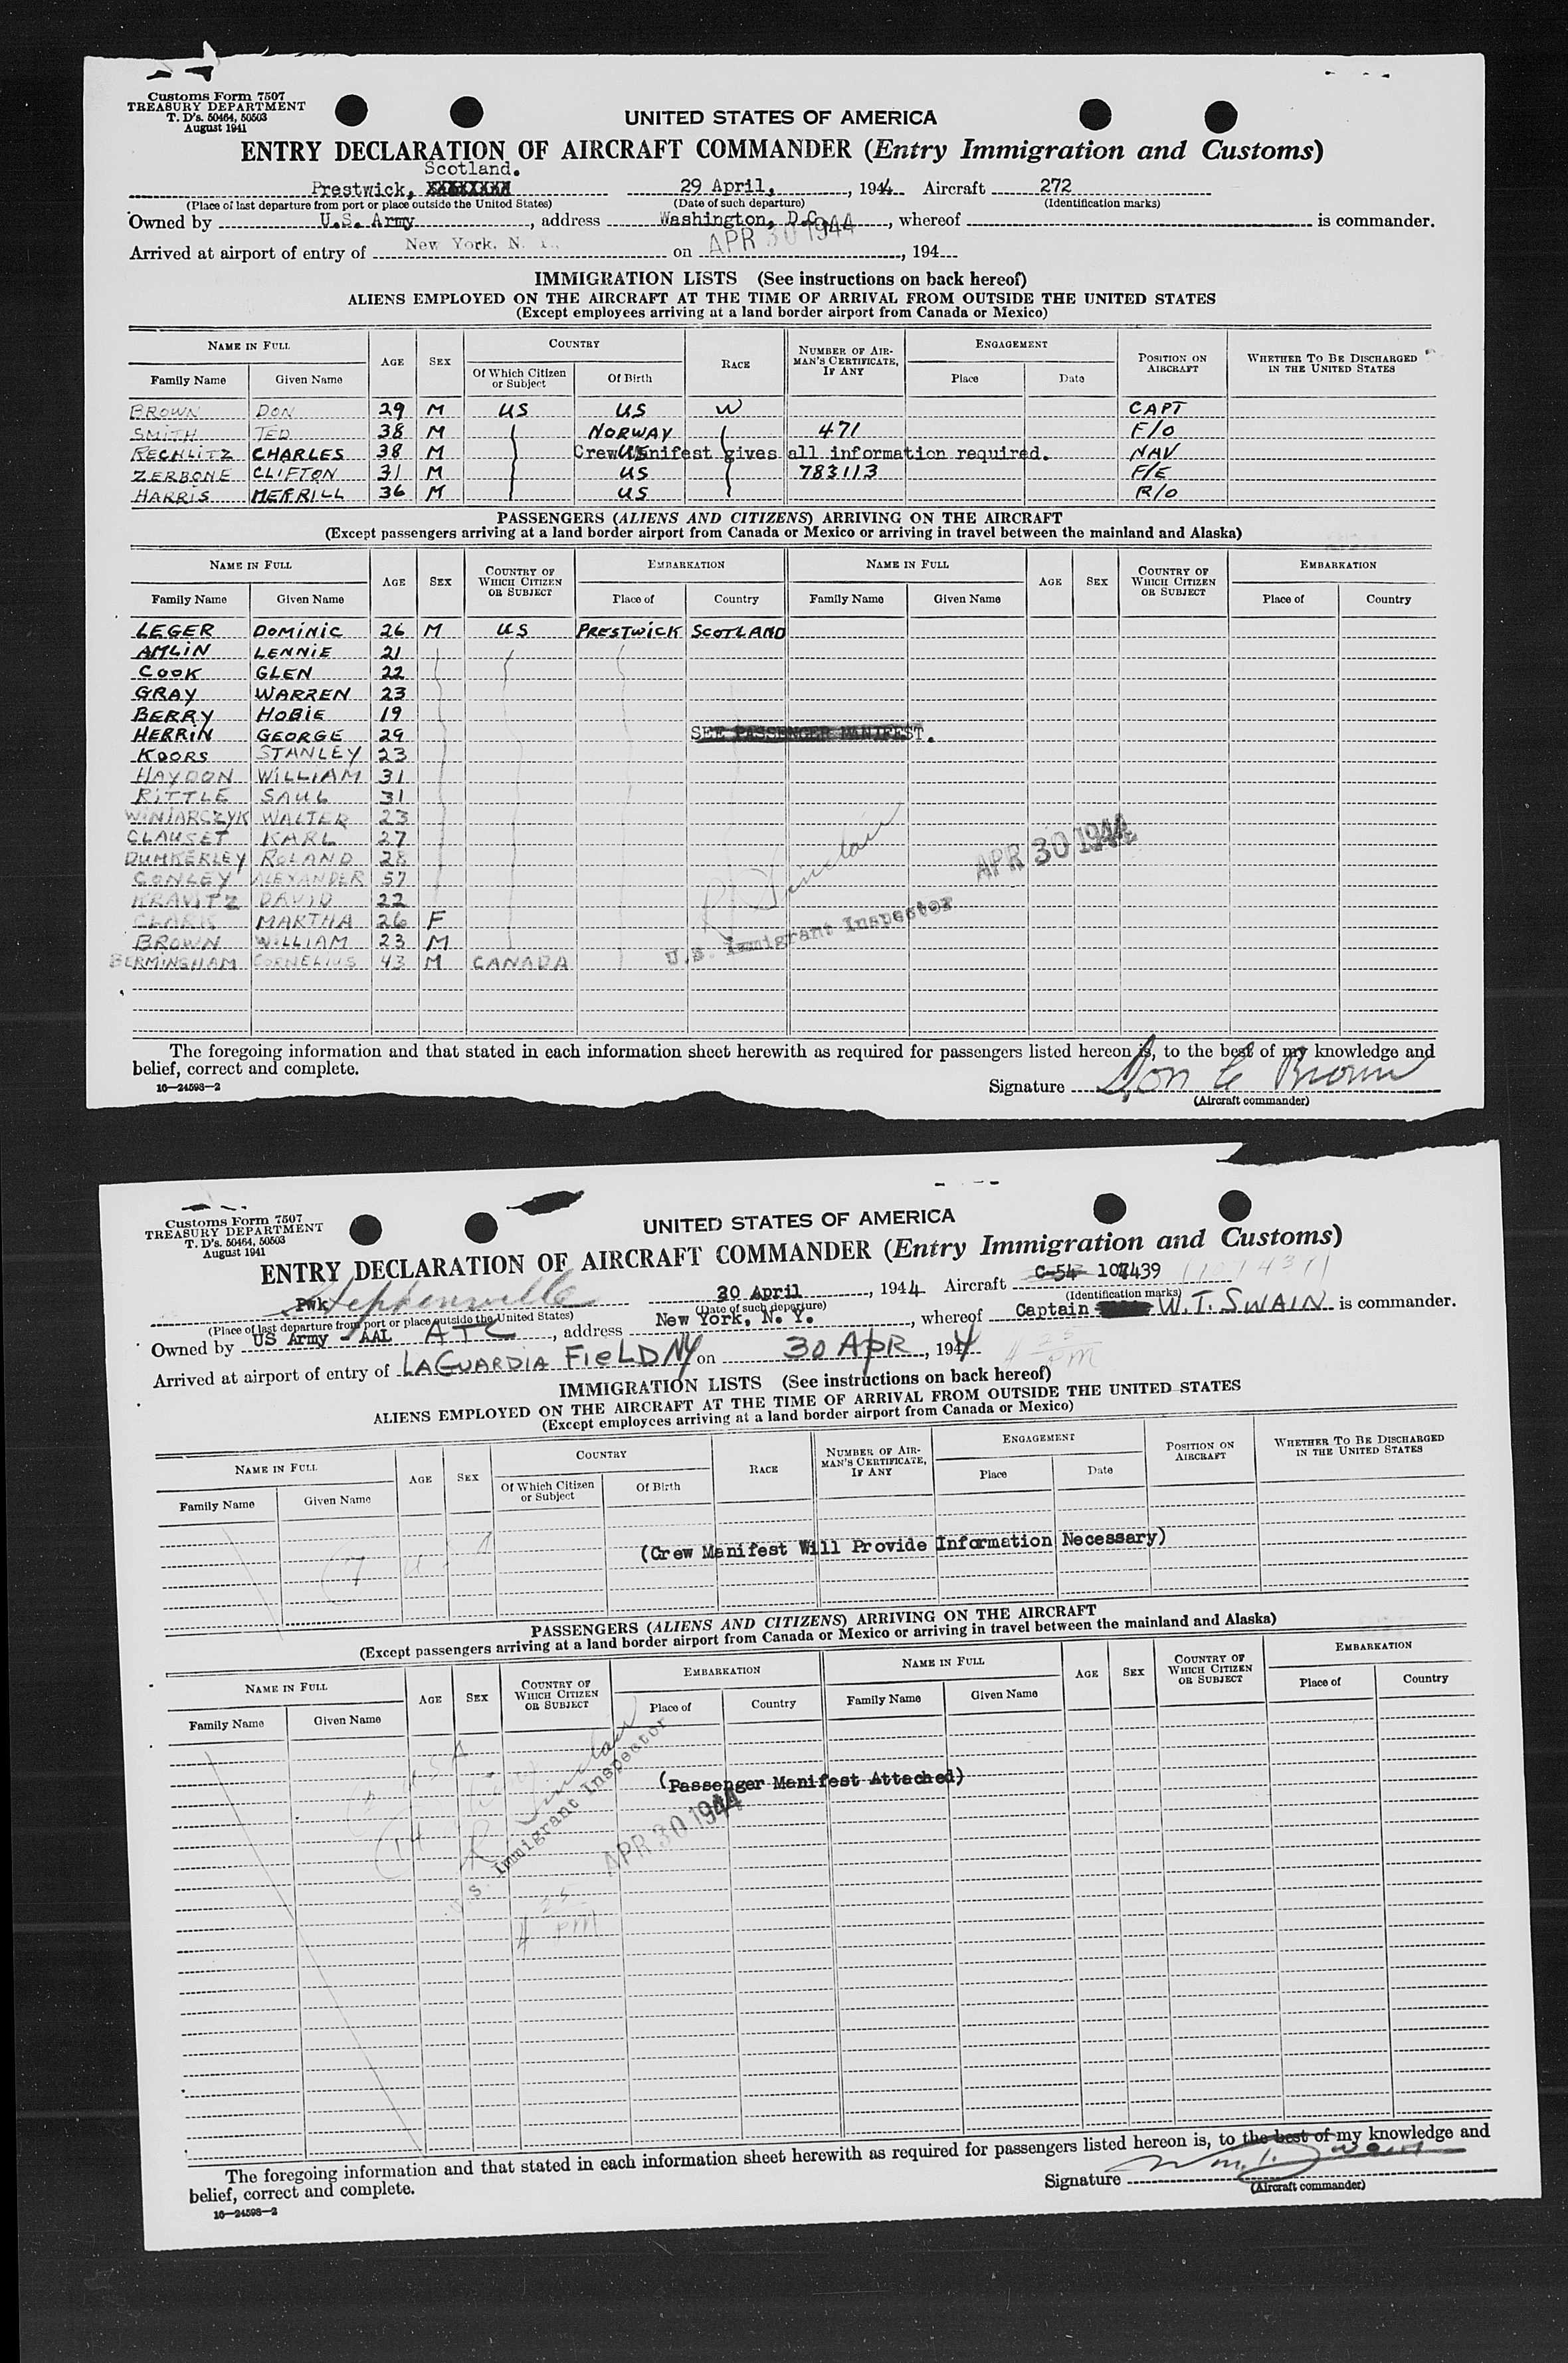 Customs Form 7507
TREASURY DEPARTMENT
T. D's. 50464, 50503
August 1941
UNITED STATES OF AMERICA
ENTRY DECLARATION OF AIRCRAFT COMMANDER (Entry Immigration and Customs)
Scotland.
Prestwick, 29 April, , 1944 Aircraft 272
(Place of last departure from port or place outside the United States) (Date of such departure) (Identification marks)
Owned by U.S. Army , address Washington, D.C. , whereof is commander.
Arrived at airport of entry of New York, N. Y., on APR 30 1944 , 194
IMMIGRATION LISTS (See instructions on back hereof)
ALIENS EMPLOYED ON THE AIRCRAFT AT THE TIME OF ARRIVAL FROM OUTSIDE THE UNITED STATES
(Except employees arriving at a land border airport from Canada or Mexico)
NAME IN FULL AGE SEX COUNTRY RACE NUMBER OF AIRMAN'S CERTIFICATE, IF ANY ENGAGEMENT POSITION ON AIRCRAFT WHETHER TO BE DISCHARGED IN THE UNITED STATES
Family Name Given Name Of Which Citizen or Subject Of Birth Place Date
BROWN DON 29 M US US W CAPT
SMITH TED 38 M NORWAY 471 F/O
RECHLITZ CHARLES 38 M US NAV
Crew Manifest gives all information required.
ZERBONE CLIFTON 31 M US 783113 F/E
HARRIS MERRILL 36 M US R/O
PASSENGERS (ALIENS AND CITIZENS) ARRIVING ON THE AIRCRAFT
(Except passengers arriving at a land border airport from Canada or Mexico or arriving in travel between the mainland and Alaska)
NAME IN FULL AGE SEX COUNTRY OF WHICH CITIZEN OR SUBJECT EMBARKATION NAME IN FULL AGE SEX COUNTRY OF WHICH CITIZEN OR SUBJECT EMBARKATION
Family Name Given Name Place of Country Family Name Given Name Place of Country
LEGER DOMINIC 26 M US PRESTWICK SCOTLAND
AMLIN LENNIE 21
COOK GLEN 22
GRAY WARREN 23
BERRY HOBIE 19
HERRIN GEORGE 29 SEE PASSENGER MANIFEST.
KOORS STANLEY 23
HAYDON WILLIAM 31
RITTLE SAUL 31
WINIARCZYK WALTER 23
CLAUSET KARL 27
DUMKERLEY ROLAND 28
CONLEY ALEXANDER 57
KRAVITZ DAVID 22
CLARK MARTHA 26 F
BROWN WILLIAM 23 M
BERMINGHAM CORNELIUS 43 M CANADA
R Sinclair
U.S. Immigrant Inspector
APR 30 1944
The foregoing information and that stated in each information sheet herewith as required for passengers listed hereon is, to the best of my knowledge and
belief, correct and complete.
16—24598—2
Signature Don C Brown
(Aircraft commander)
Customs Form 7507
TREASURY DEPARTMENT
T. D's. 50464, 50503
August 1941
UNITED STATES OF AMERICA
ENTRY DECLARATION OF AIRCRAFT COMMANDER (Entry Immigration and Customs)
Pwk Stephenville 30 April , 1944 Aircraft C-54 107439
(Place of last departure from port or place outside the United States) (Date of such departure) (Identification marks)
Owned by US Army - AAL ATC , address New York, N. Y. , whereof Captain W.T. SWAIN is commander.
Arrived at airport of entry of LAGUARDIA FIELD NY on 30 APR , 1944
4 25 PM
IMMIGRATION LISTS (See instructions on back hereof)
ALIENS EMPLOYED ON THE AIRCRAFT AT THE TIME OF ARRIVAL FROM OUTSIDE THE UNITED STATES
(Except employees arriving at a land border airport from Canada or Mexico)
NAME IN FULL AGE SEX COUNTRY RACE NUMBER OF AIRMAN'S CERTIFICATE, IF ANY ENGAGEMENT POSITION ON AIRCRAFT WHETHER TO BE DISCHARGED IN THE UNITED STATES
Family Name Given Name Of Which Citizen or Subject Of Birth Place Date
(Crew Manifest Will Provide Information Necessary)
7
PASSENGERS (ALIENS AND CITIZENS) ARRIVING ON THE AIRCRAFT
(Except passengers arriving at a land border airport from Canada or Mexico or arriving in travel between the mainland and Alaska)
NAME IN FULL AGE SEX COUNTRY OF WHICH CITIZEN OR SUBJECT EMBARKATION NAME IN FULL AGE SEX COUNTRY OF WHICH CITIZEN OR SUBJECT EMBARKATION
Family Name Given Name Place of Country Family Name Given Name Place of Country
(Passenger Manifest Attached)
14
R Sinclair
U.S. Immigrant Inspector
APR 30 1944
4 25 PM
The foregoing information and that stated in each information sheet herewith as required for passengers listed hereon is, to the best of my knowledge and
belief, correct and complete.
16—24598—2
Signature Wm. T. Swain
(Aircraft commander)